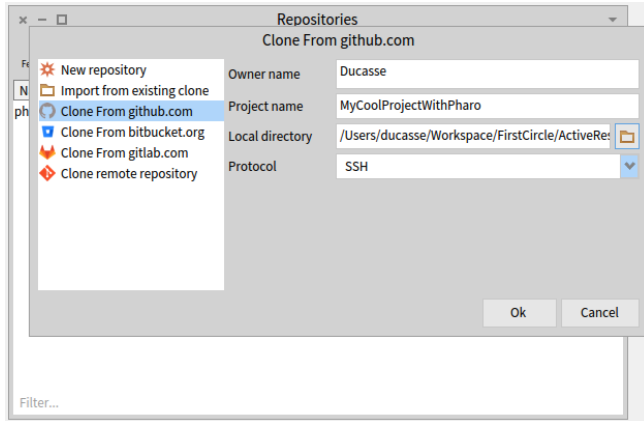 Repositories
Clone From github.com
Fe
N
ph
New repository
Import from existing clone
Clone From github.com
Clone From bitbucket.org
Clone From gitlab.com
Clone remote repository
Owner name
Ducasse
Project name
MyCoolProjectWithPharo
Local directory
/Users/ducasse/Workspace/FirstCircle/ActiveRes
Protocol
SSH
Ok
Cancel
Filter...